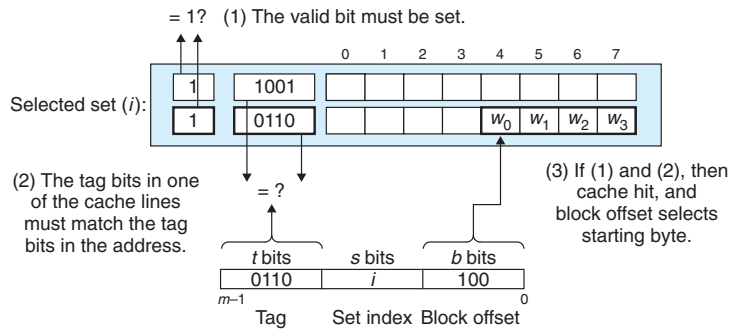 = 1? (1) The valid bit must be set.
0 1 2 3 4 5 6 7
1 1001
Selected set (i):
1 0110 w0 w1 w2 w3
(2) The tag bits in one
of the cache lines
must match the tag
bits in the address.
= ?
(3) If (1) and (2), then
cache hit, and
block offset selects
starting byte.
t bits s bits b bits
0110 i 100
m–1 0
Tag Set index Block offset